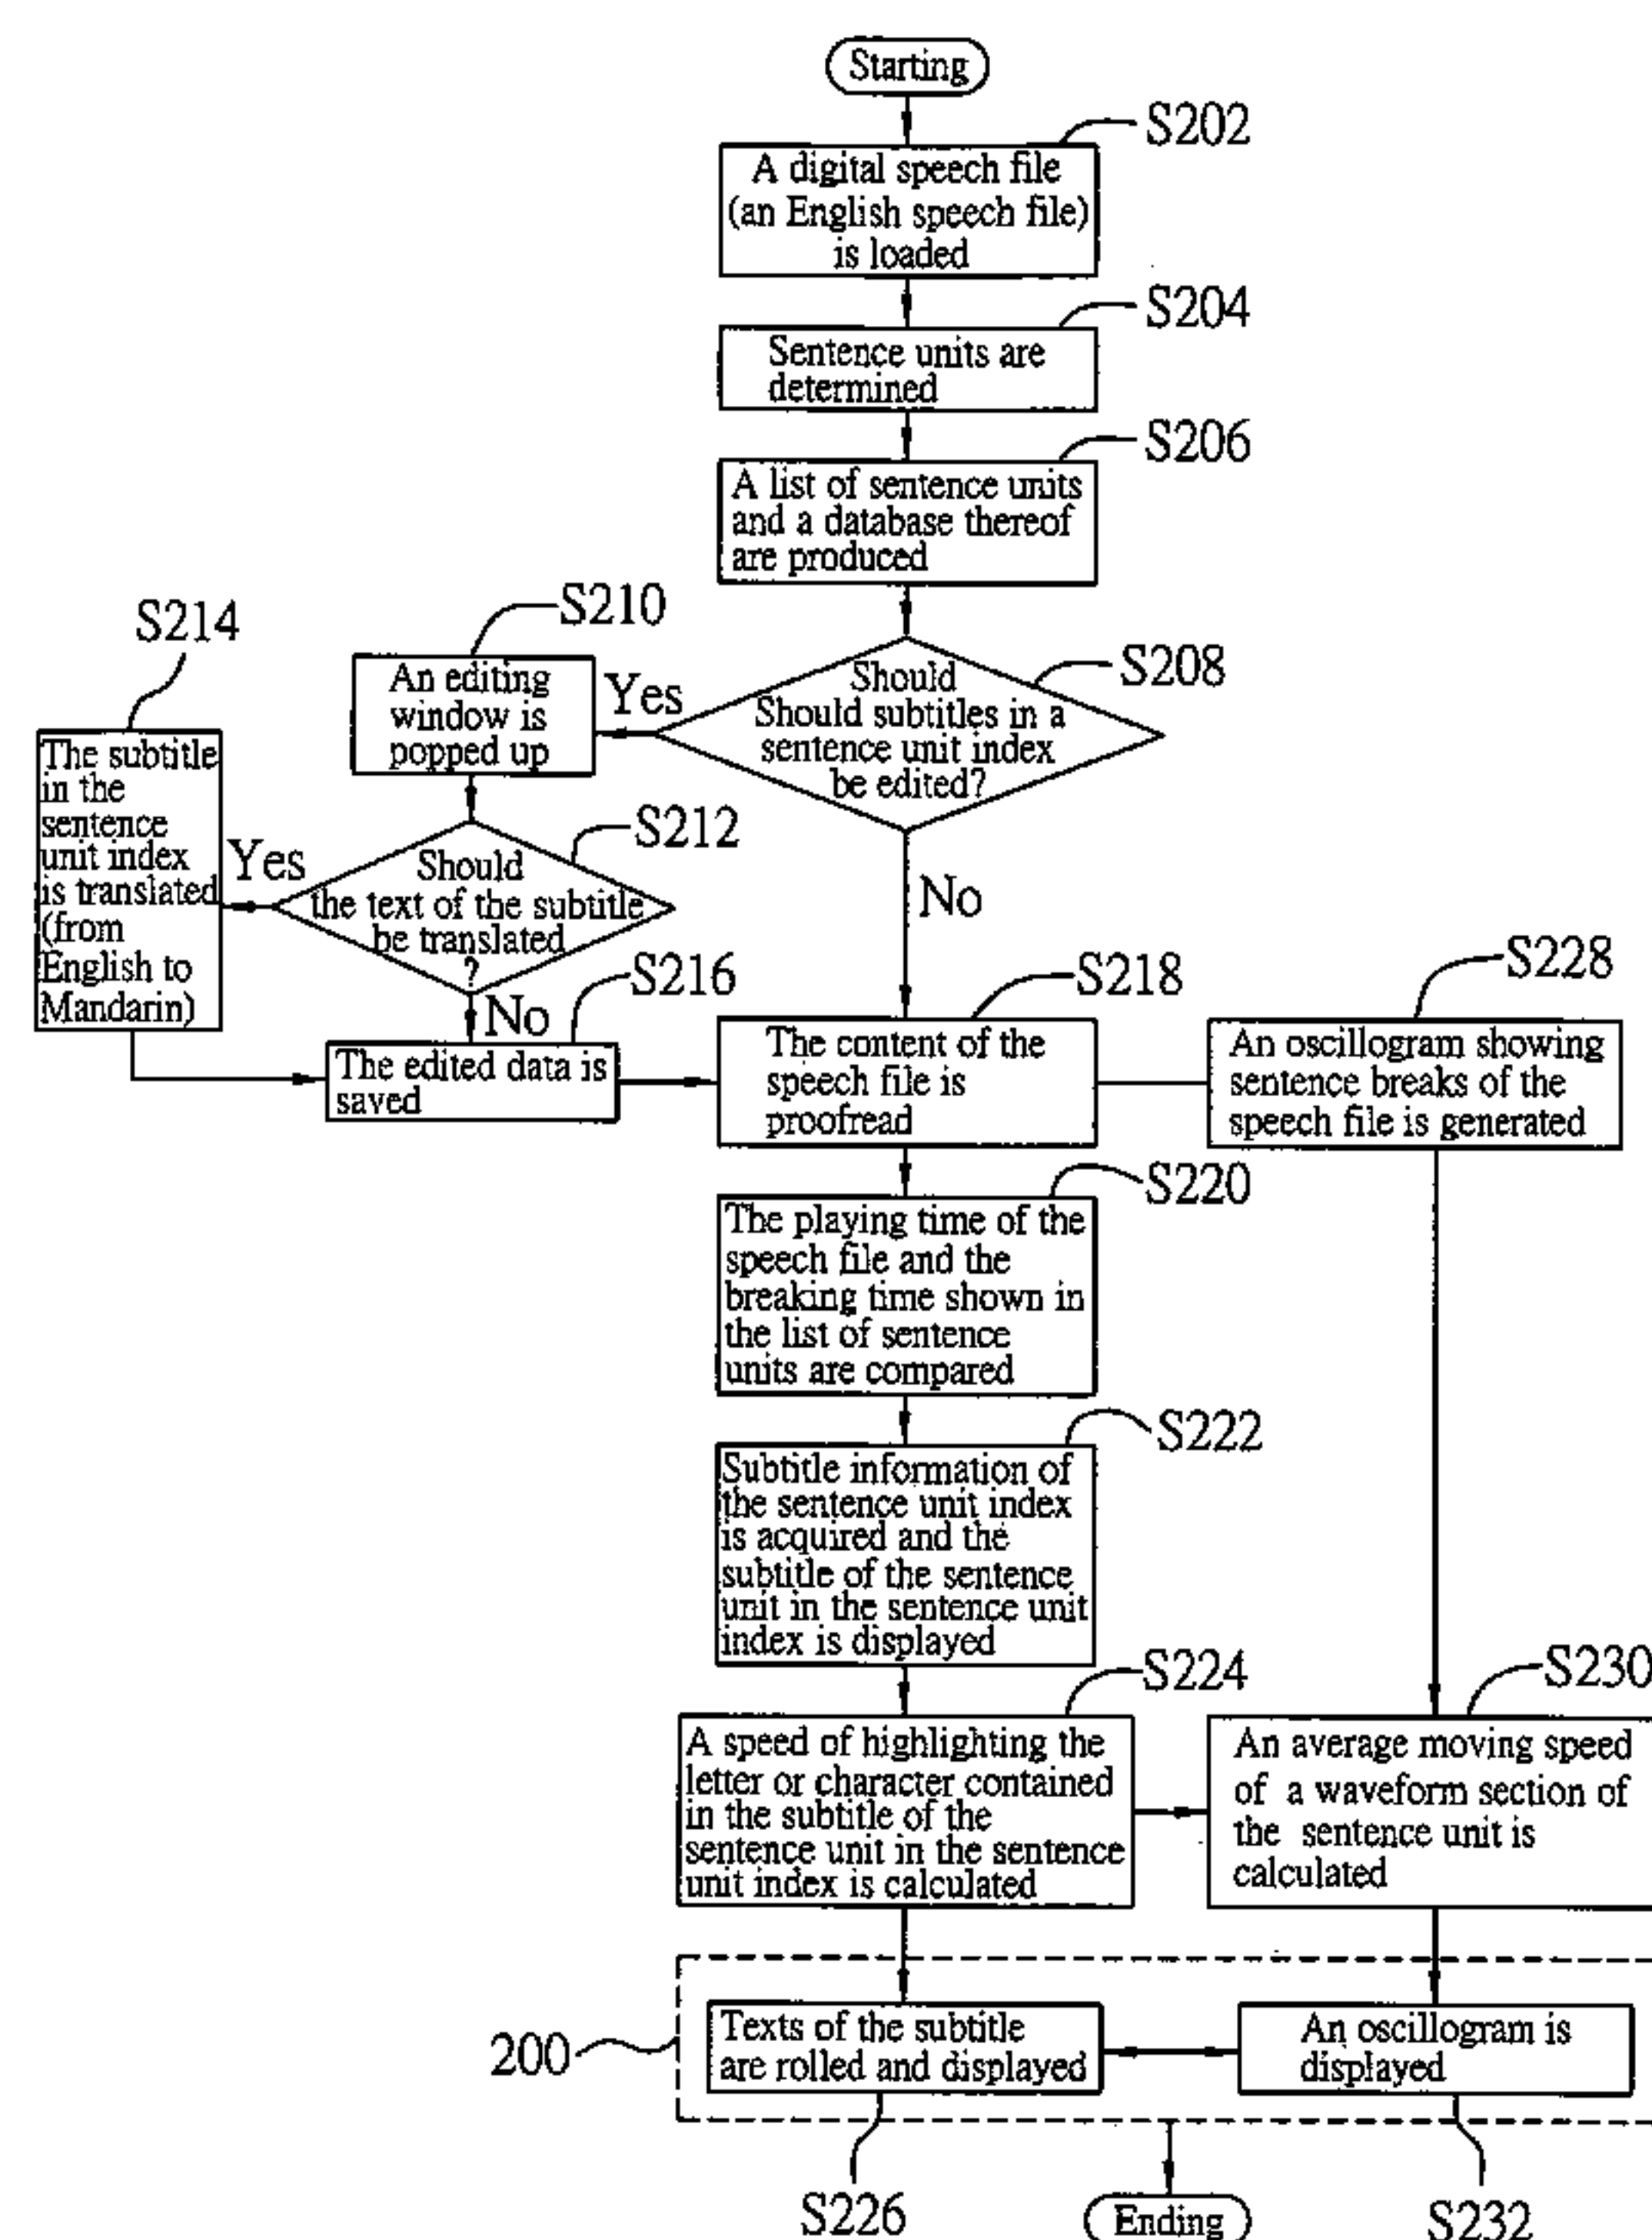 Starting
S202
A digital speech file
(an English speech file)
is loaded
S204
Sentence units are
determined
S206
A list of sentence units
and a database thereof
are produced
S208
Should
Should subtitles in a
sentence unit index
be edited?
Yes
No
S210
An editing
window is
popped up
S212
Should
the text of the subtitle
be translated
?
Yes
No
S214
The subtitle
in the
sentence
unit index
is translated
(from
English to
Mandarin)
S216
The edited data is
saved
S218
The content of the
speech file is
proofread
S228
An oscillogram showing
sentence breaks of the
speech file is generated
S220
The playing time of the
speech file and the
breaking time shown in
the list of sentence
units are compared
S222
Subtitle information of
the sentence unit index
is acquired and the
subtitle of the sentence
unit in the sentence unit
index is displayed
S224
A speed of highlighting the
letter or character contained
in the subtitle of the
sentence unit in the sentence
unit index is calculated
S230
An average moving speed
of a waveform section of
the sentence unit is
calculated
200
Texts of the subtitle
are rolled and displayed
An oscillogram is
displayed
S226
S232
Ending